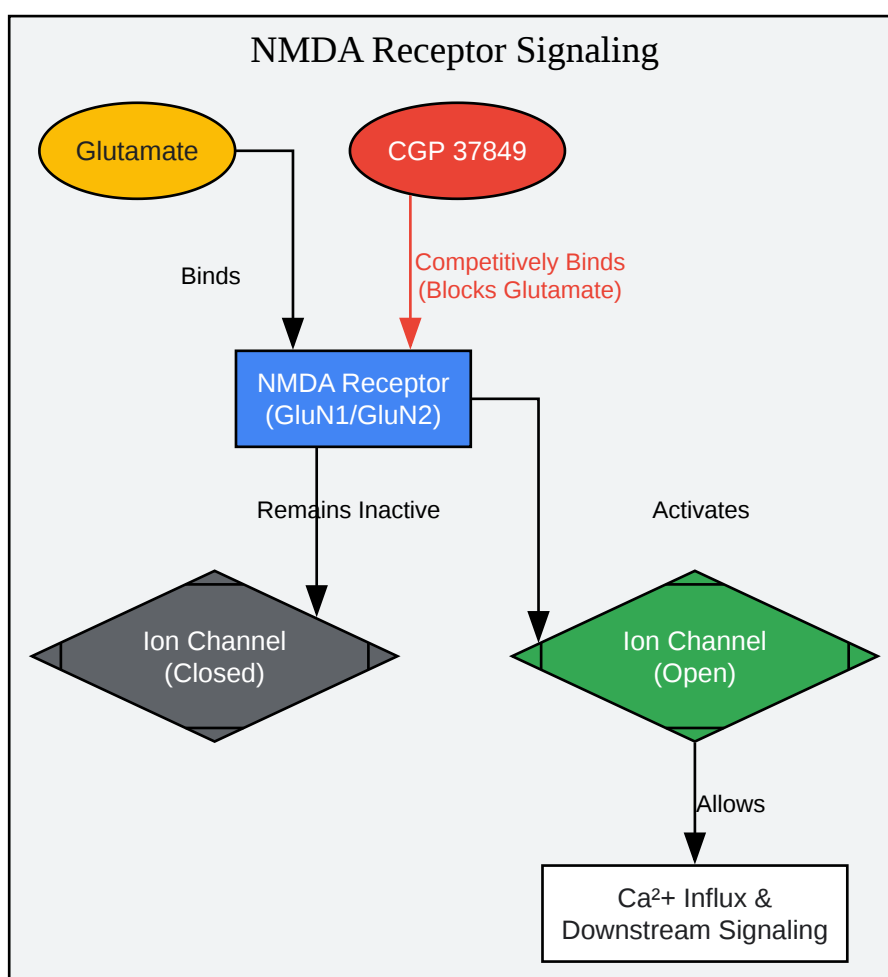 NMDA Receptor Signaling
Glutamate
CGP 37849
Binds
Competitively Binds
(Blocks Glutamate)
NMDA Receptor
(GluN1/GluN2)
Remains Inactive
Activates
Ion Channel
(Closed)
Ion Channel
(Open)
Allows
Ca²+ Influx &
Downstream Signaling